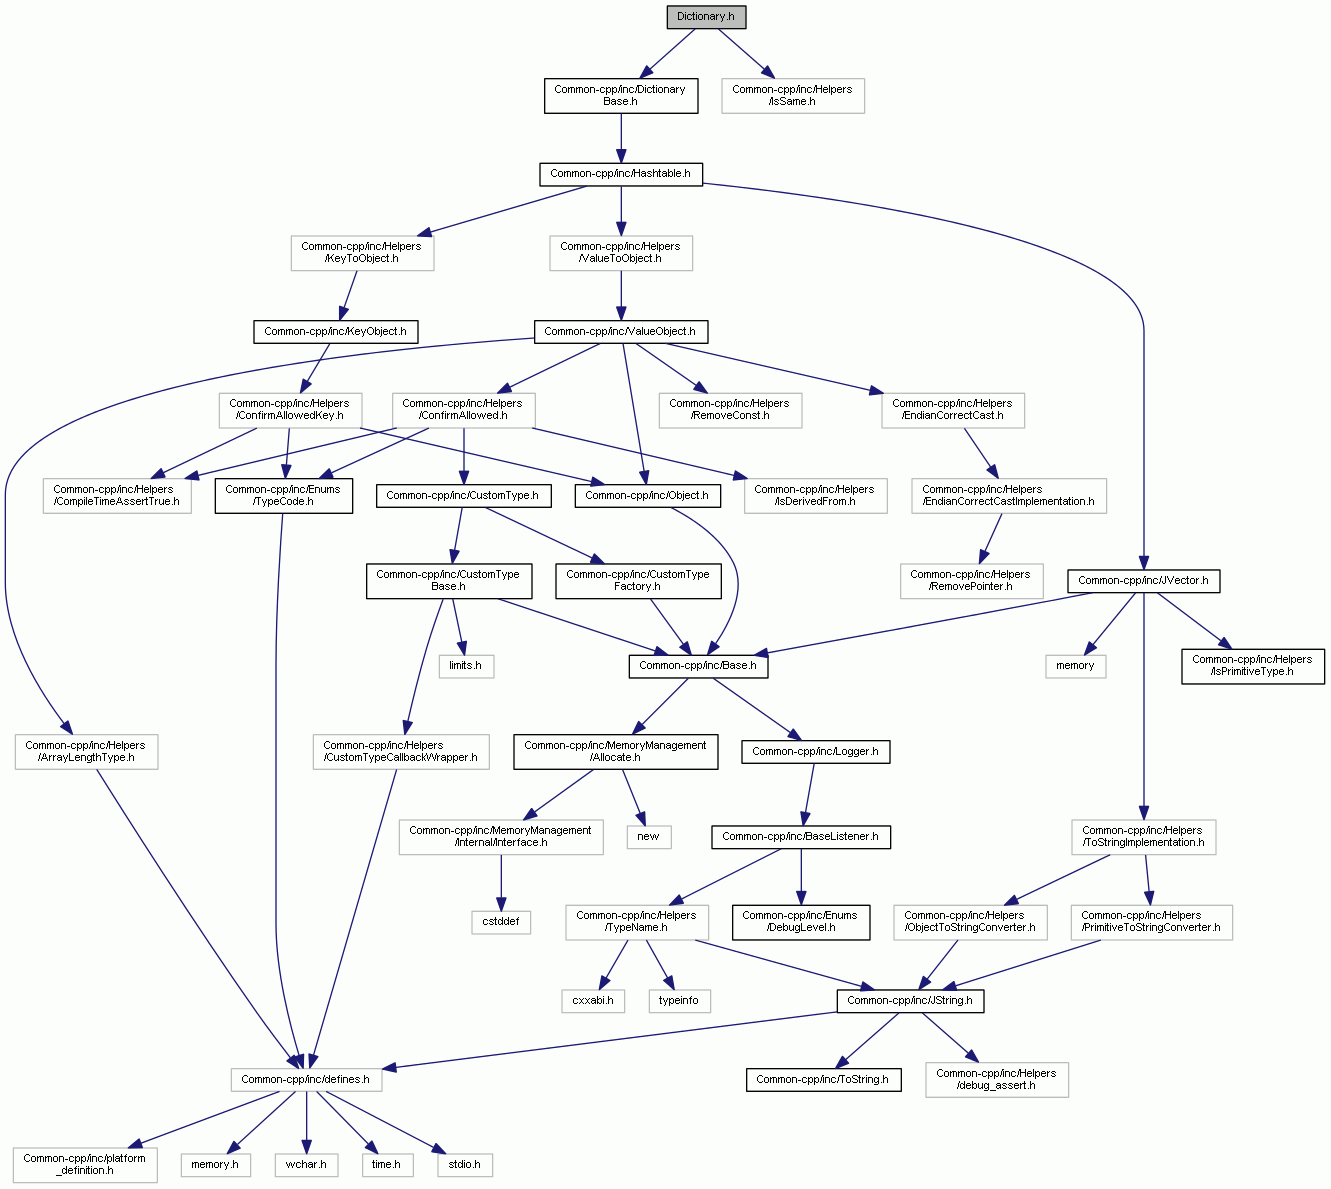 Dictionary.h
Common-cpp/inc/Dictionary
Base.h
Common-cpp/inc/Helpers
/IsSame.h
Common-cpp/inc/Hashtable.h
Common-cpp/inc/Helpers
/KeyToObject.h
Common-cpp/inc/Helpers
/ValueToObject.h
Common-cpp/inc/KeyObject.h
Common-cpp/inc/ValueObject.h
Common-cpp/inc/Helpers
/ConfirmAllowedKey.h
Common-cpp/inc/Helpers
/ConfirmAllowed.h
Common-cpp/inc/Helpers
/RemoveConst.h
Common-cpp/inc/Helpers
/EndianCorrectCast.h
Common-cpp/inc/Helpers
/CompileTimeAssertTrue.h
Common-cpp/inc/Enums
/TypeCode.h
Common-cpp/inc/CustomType.h
Common-cpp/inc/Object.h
Common-cpp/inc/Helpers
/IsDerivedFrom.h
Common-cpp/inc/Helpers
/EndianCorrectCastImplementation.h
Common-cpp/inc/CustomType
Base.h
Common-cpp/inc/CustomType
Factory.h
Common-cpp/inc/Helpers
/RemovePointer.h
Common-cpp/inc/JVector.h
limits.h
Common-cpp/inc/Base.h
memory
Common-cpp/inc/Helpers
/IsPrimitiveType.h
Common-cpp/inc/Helpers
/ArrayLengthType.h
Common-cpp/inc/Helpers
/CustomTypeCallbackWrapper.h
Common-cpp/inc/MemoryManagement
/Allocate.h
Common-cpp/inc/Logger.h
Common-cpp/inc/MemoryManagement
/Internal/Interface.h
new
Common-cpp/inc/BaseListener.h
Common-cpp/inc/Helpers
/ToStringImplementation.h
cstddef
Common-cpp/inc/Helpers
/TypeName.h
Common-cpp/inc/Enums
/DebugLevel.h
Common-cpp/inc/Helpers
/ObjectToStringConverter.h
Common-cpp/inc/Helpers
/PrimitiveToStringConverter.h
cxxabi.h
typeinfo
Common-cpp/inc/JString.h
Common-cpp/inc/defines.h
Common-cpp/inc/ToString.h
Common-cpp/inc/Helpers
/debug_assert.h
Common-cpp/inc/platform
_definition.h
memory.h
wchar.h
time.h
stdio.h